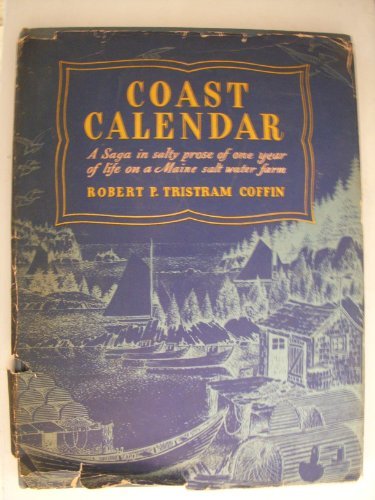 COAST
CALENDAR
A Saga in salty prose of one year
of life on a Maine salt water farm
ROBERT P. TRISTRAM COFFIN